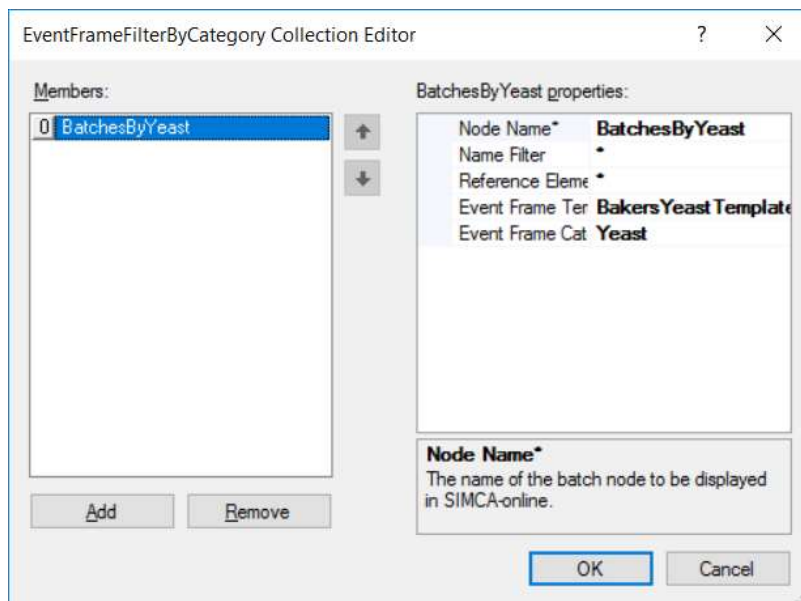 EventFrameFilterByCategory Collection Editor ? X
Members:
0 BatchesByYeast
Add Remove
BatchesByYeast properties:
Node Name* BatchesByYeast
Name Filter *
Reference Eleme *
Event Frame Ter BakersYeastTemplate
Event Frame Cat Yeast
Node Name*
The name of the batch node to be displayed
in SIMCA-online.
OK Cancel